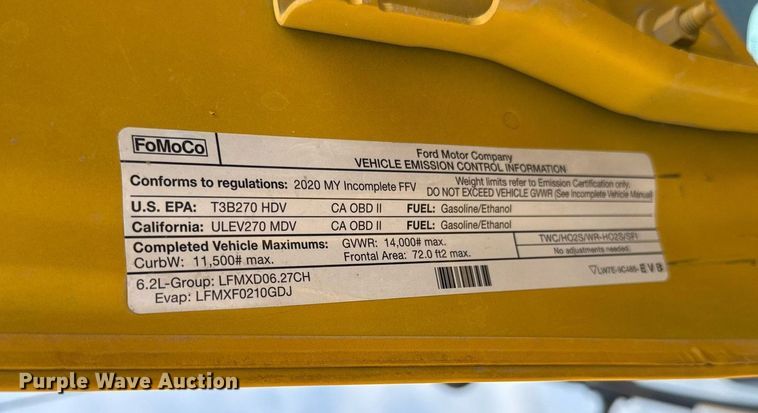 FoMoCo
Ford Motor Company
VEHICLE EMISSION CONTROL INFORMATION
Conforms to regulations: 2020 MY Incomplete FFV
Weight limits refer to Emission Certification only.
DO NOT EXCEED VEHICLE GVWR (See Incomplete Vehicle Manual)
U.S. EPA: T3B270 HDV CA OBD II FUEL: Gasoline/Ethanol
California: ULEV270 MDV CA OBD II FUEL: Gasoline/Ethanol
Completed Vehicle Maximums: GVWR: 14,000# max.
CurbW: 11,500# max. Frontal Area: 72.0 ft2 max.
TWC/HO2S/WR-HO2S/SFI
No adjustments needed.
6.2L-Group: LFMXD06.27CH
Evap: LFMXF0210GDJ
LW7E-9C485- E V B
Purple Wave Auction